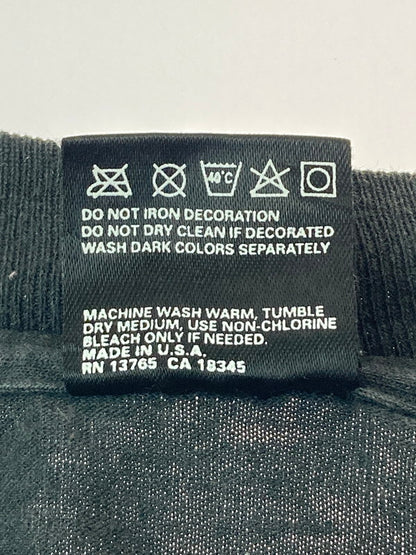 40°C
DO NOT IRON DECORATION
DO NOT DRY CLEAN IF DECORATED
WASH DARK COLORS SEPARATELY
MACHINE WASH WARM, TUMBLE
DRY MEDIUM, USE NON-CHLORINE
BLEACH ONLY IF NEEDED.
MADE IN U.S.A.
RN 13765 CA 18345